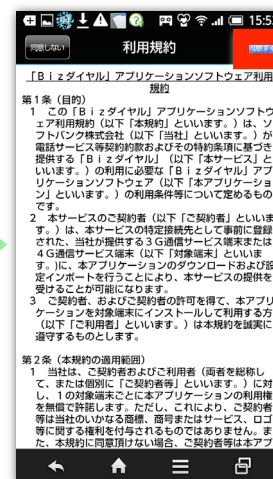 15:5
同意しない
利用規約
同意する
「Ｂｉｚダイヤル」アプリケーションソフトウェア利用
規約
第１条（目的）
１　この「Ｂｉｚダイヤル」アプリケーションソフトウ
ェア利用規約（以下「本規約」といいます。）は、ソ
フトバンク株式会社（以下「当社」といいます。）が
電話サービス等契約約款およびその特約条項に基づき
提供する「Ｂｉｚダイヤル」（以下「本サービス」と
いいます。）の利用に必要な「Ｂｉｚダイヤル」アプ
リケーションソフトウェア（以下「本アプリケーショ
ン」といいます。）の利用条件等について定めるもの
です。
２　本サービスのご契約者（以下「ご契約者」といいま
す。）は、本サービスの特定接続先として事前に登録
された、当社が提供する３Ｇ通信サービス端末または
４Ｇ通信サービス端末（以下「対象端末」といいま
す。）に、本アプリケーションのダウンロードおよび設
定インポートを行うことにより、本サービスの提供を
受けることが可能になります。
３　ご契約者、およびご契約者の許可を得て、本アプリ
ケーションを対象端末にインストールして利用する方
（以下「ご利用者」といいます。）は本規約を誠実に
遵守するものとします。
第２条（本規約の適用範囲）
１　当社は、ご契約者およびご利用者（両者を総称し
て、または個別に「ご契約者等」といいます。）に対
し、１の対象端末ごとに本アプリケーションの利用権
を無償で許諾します。ただし、これにより、ご契約者
等は当社のいかなる商標、商号またはサービス、ロゴ
等に関する権利を付与されるものではありません。ま
た、本規約に同意頂けない場合、ご契約者等は本アプ